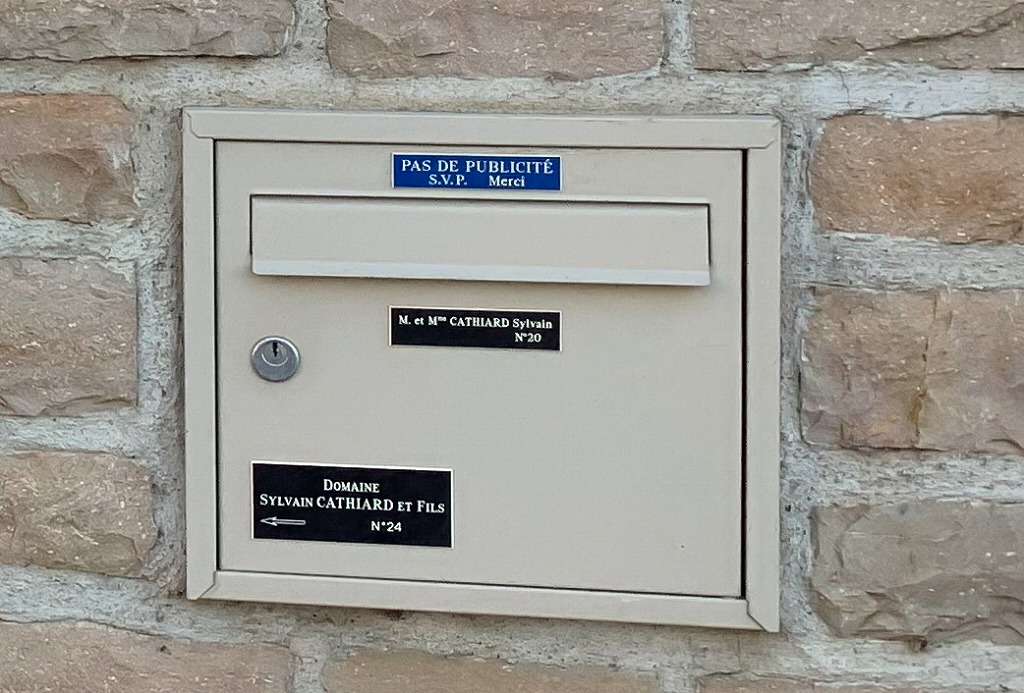 PAS DE PUBLICITÉ
S.V.P. Merci
M. et Mme CATHIARD Sylvain
N°20
DOMAINE
SYLVAIN CATHIARD ET FILS
N°24